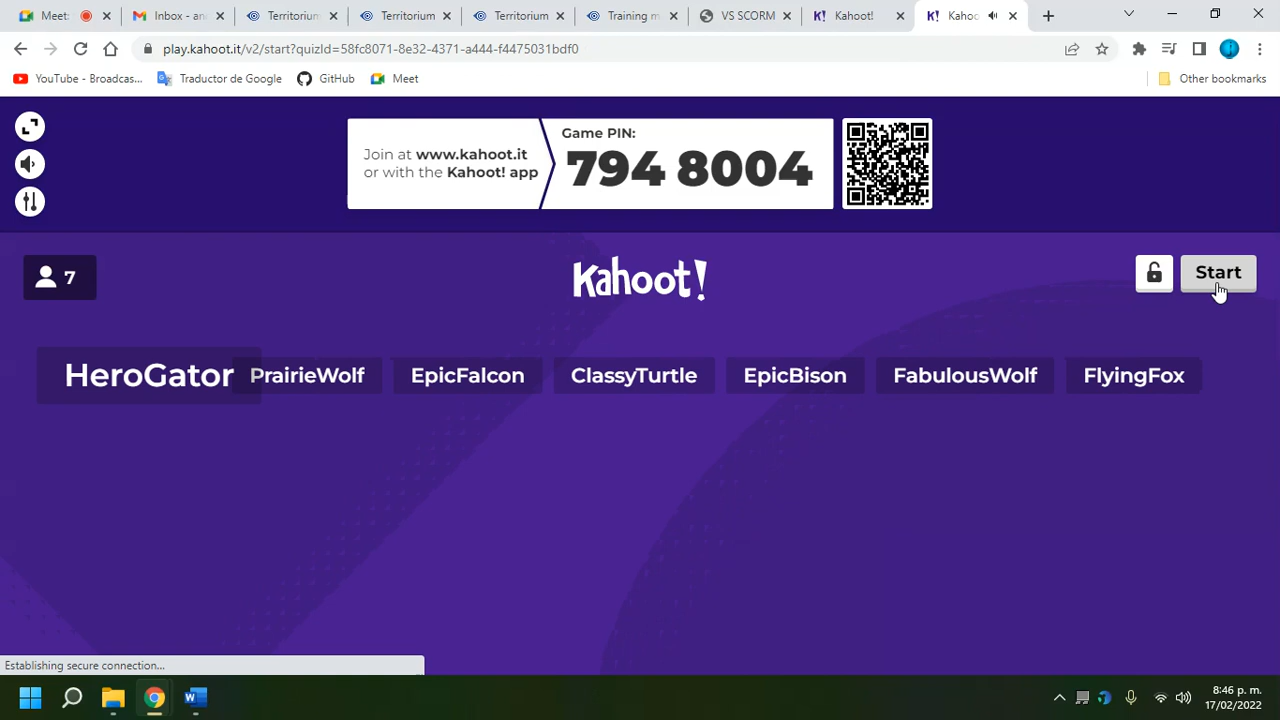 Meet:
Inbox - an
Territorium
Territorium
Territorium
Training m
VS SCORM
K! Kahoot!
K! Kahoo
play.kahoot.it/v2/start?quizId=58fc8071-8e32-4371-a444-f4475031bdf0
YouTube - Broadcas...
Traductor de Google
GitHub
Meet
Other bookmarks
Join at www.kahoot.it
or with the Kahoot! app
Game PIN:
794 8004
7
Kahoot!
Start
HeroGator
PrairieWolf
EpicFalcon
ClassyTurtle
EpicBison
FabulousWolf
FlyingFox
Establishing secure connection...
8:46 p. m.
17/02/2022